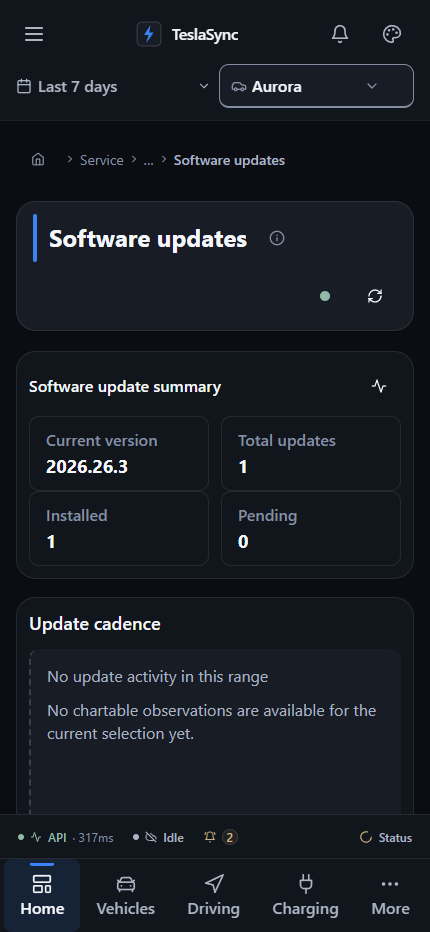 TeslaSync
Last 7 days
Aurora
Service
...
Software updates
Software updates
Software update summary
Current version
2026.26.3
Total updates
1
Installed
1
Pending
0
Update cadence
No update activity in this range
No chartable observations are available for the
current selection yet.
API · 317ms
Idle
2
Status
Home
Vehicles
Driving
Charging
More